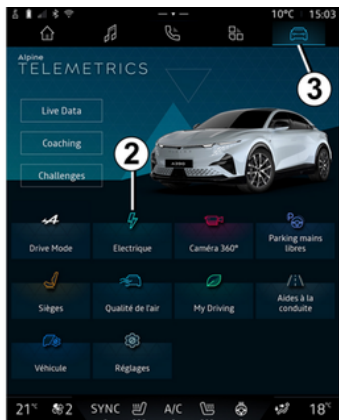 10°C 15:03
3
Alpine
TELEMETRICS
Live Data
Coaching
Challenges
2
Drive Mode
Electrique
Caméra 360°
Parking mains
libres
Sièges
Qualité de l'air
My Driving
Aides à la
conduite
Véhicule
Réglages
21°C 2 SYNC A/C 18°C